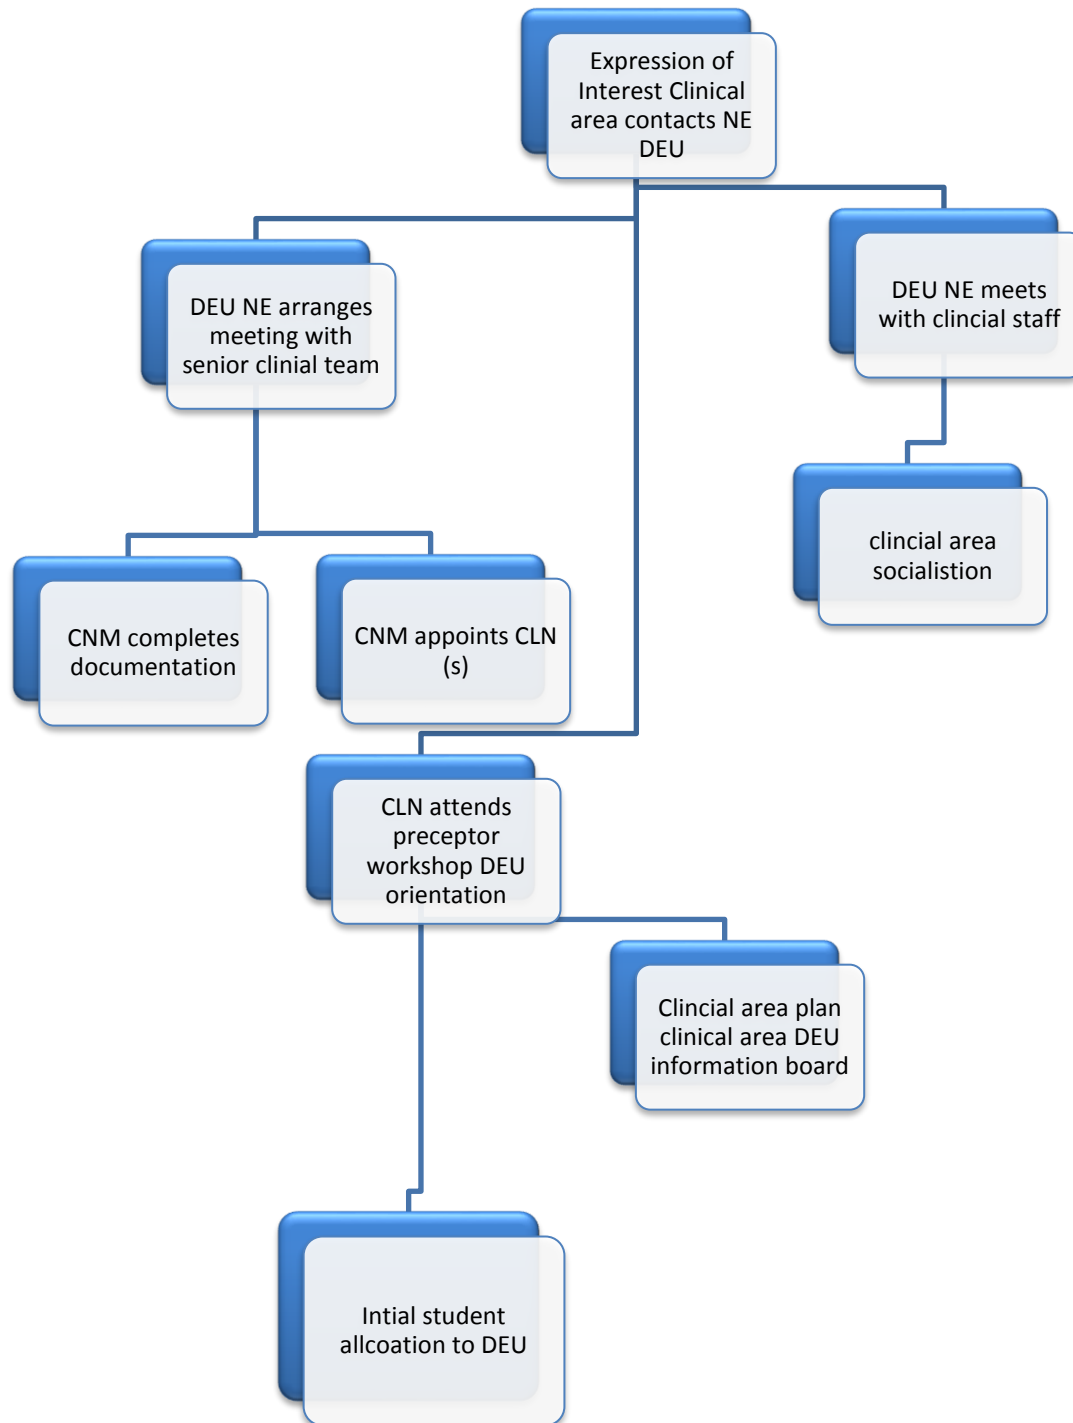 Expression of
Interest Clinical
area contacts NE
DEU
DEU NE arranges
meeting with
senior clinial team
DEU NE meets
with clincial staff
clincial area
socialistion
CNM completes
documentation
CNM appoints CLN
(s)
CLN attends
preceptor
workshop DEU
orientation
Clincial area plan
clinical area DEU
information board
Intial student
allcoation to DEU